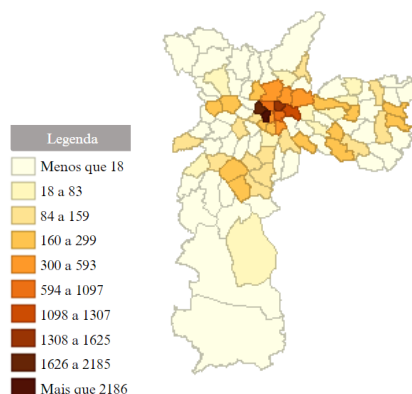 Legenda
Menos que 18
18 a 83
84 a 159
160 a 299
300 a 593
594 a 1097
1098 a 1307
1308 a 1625
1626 a 2185
Mais que 2186